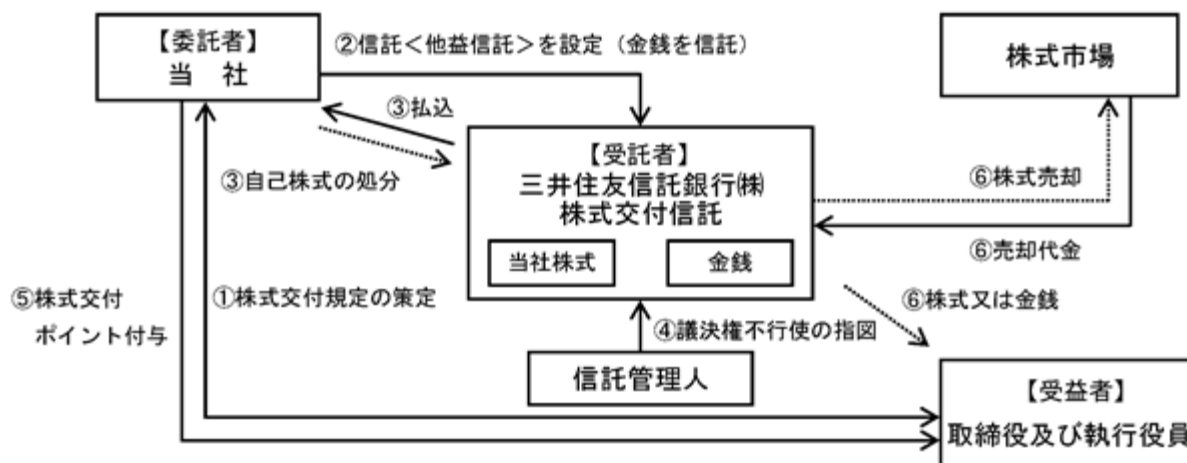 【委託者】
当 社
②信託＜他益信託＞を設定（金銭を信託）
株式市場
③払込
③自己株式の処分
【受託者】
三井住友信託銀行㈱
株式交付信託
当社株式
金銭
⑥株式売却
⑥売却代金
⑤株式交付
ポイント付与
①株式交付規定の策定
④議決権不行使の指図
⑥株式又は金銭
信託管理人
【受益者】
取締役及び執行役員